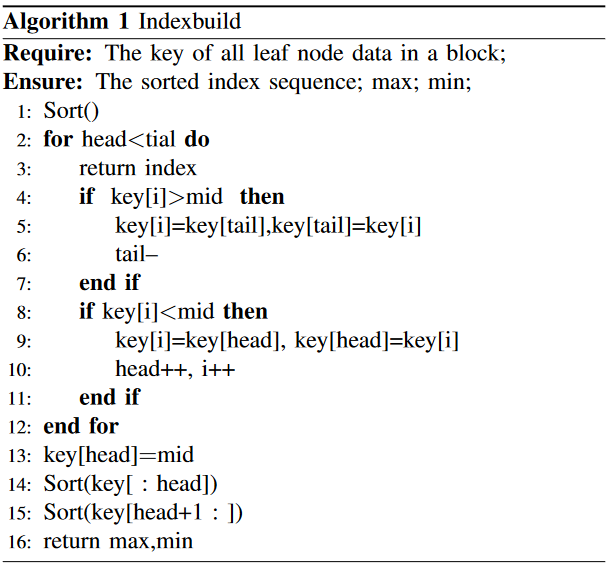 Algorithm 1 Indexbuild
Require: The key of all leaf node data in a block;
Ensure: The sorted index sequence; max; min;
1: Sort()
2: for head<tial do
3: return index
4: if key[i]>mid then
5: key[i]=key[tail],key[tail]=key[i]
6: tail–
7: end if
8: if key[i]<mid then
9: key[i]=key[head], key[head]=key[i]
10: head++, i++
11: end if
12: end for
13: key[head]=mid
14: Sort(key[ : head])
15: Sort(key[head+1 : ])
16: return max,min